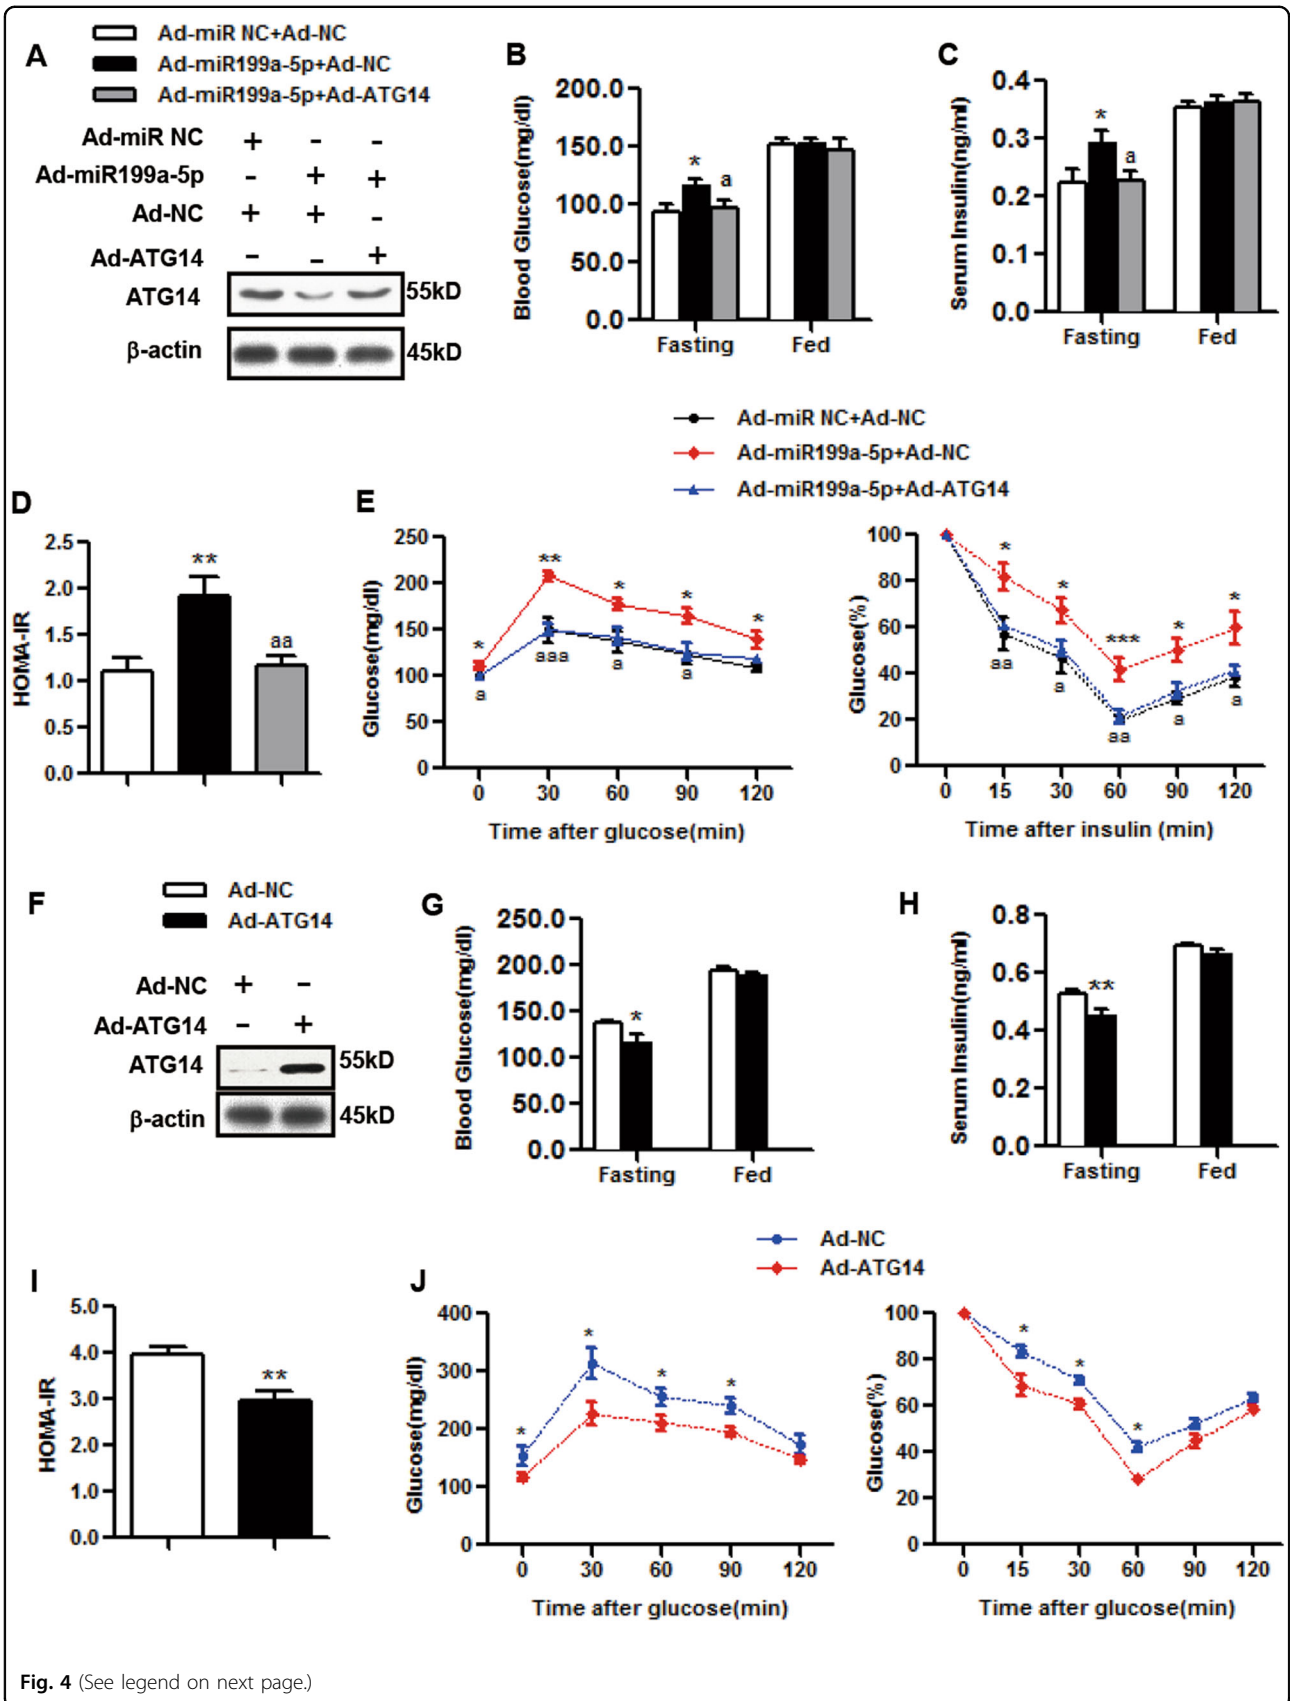 A
Ad-miR NC+Ad-NC
Ad-miR199a-5p+Ad-NC
Ad-miR199a-5p+Ad-ATG14
Ad-miR NC + - -
Ad-miR199a-5p - + +
Ad-NC + + -
Ad-ATG14 - - +
ATG14 55kD
β-actin 45kD
B
Blood Glucose(mg/dl)
200.0
150.0
100.0
50.0
0.0
*
a
Fasting Fed
C
Serum Insulin(ng/ml)
0.4
0.3
0.2
0.1
0.0
*
a
Fasting Fed
Ad-miR NC+Ad-NC
Ad-miR199a-5p+Ad-NC
Ad-miR199a-5p+Ad-ATG14
D
HOMA-IR
2.5
2.0
1.5
1.0
0.5
0.0
**
aa
E
Glucose(mg/dl)
250
200
150
100
50
0
* ** * * *
a aaa a a
0 30 60 90 120
Time after glucose(min)
Glucose(%)
100
80
60
40
20
0
* * *** * *
aa a aa a a
0 15 30 60 90 120
Time after insulin (min)
F
Ad-NC
Ad-ATG14
Ad-NC + -
Ad-ATG14 - +
ATG14 55kD
β-actin 45kD
G
Blood Glucose(mg/dl)
250.0
200.0
150.0
100.0
50.0
0.0
*
Fasting Fed
H
Serum Insulin(ng/ml)
0.8
0.6
0.4
0.2
0.0
**
Fasting Fed
Ad-NC
Ad-ATG14
I
HOMA-IR
5.0
4.0
3.0
2.0
1.0
0.0
**
J
Glucose(mg/dl)
400
300
200
100
0
* * * *
0 30 60 90 120
Time after glucose(min)
Glucose(%)
100
80
60
40
20
0
* * *
0 15 30 60 90 120
Time after glucose(min)
Fig. 4 (See legend on next page.)